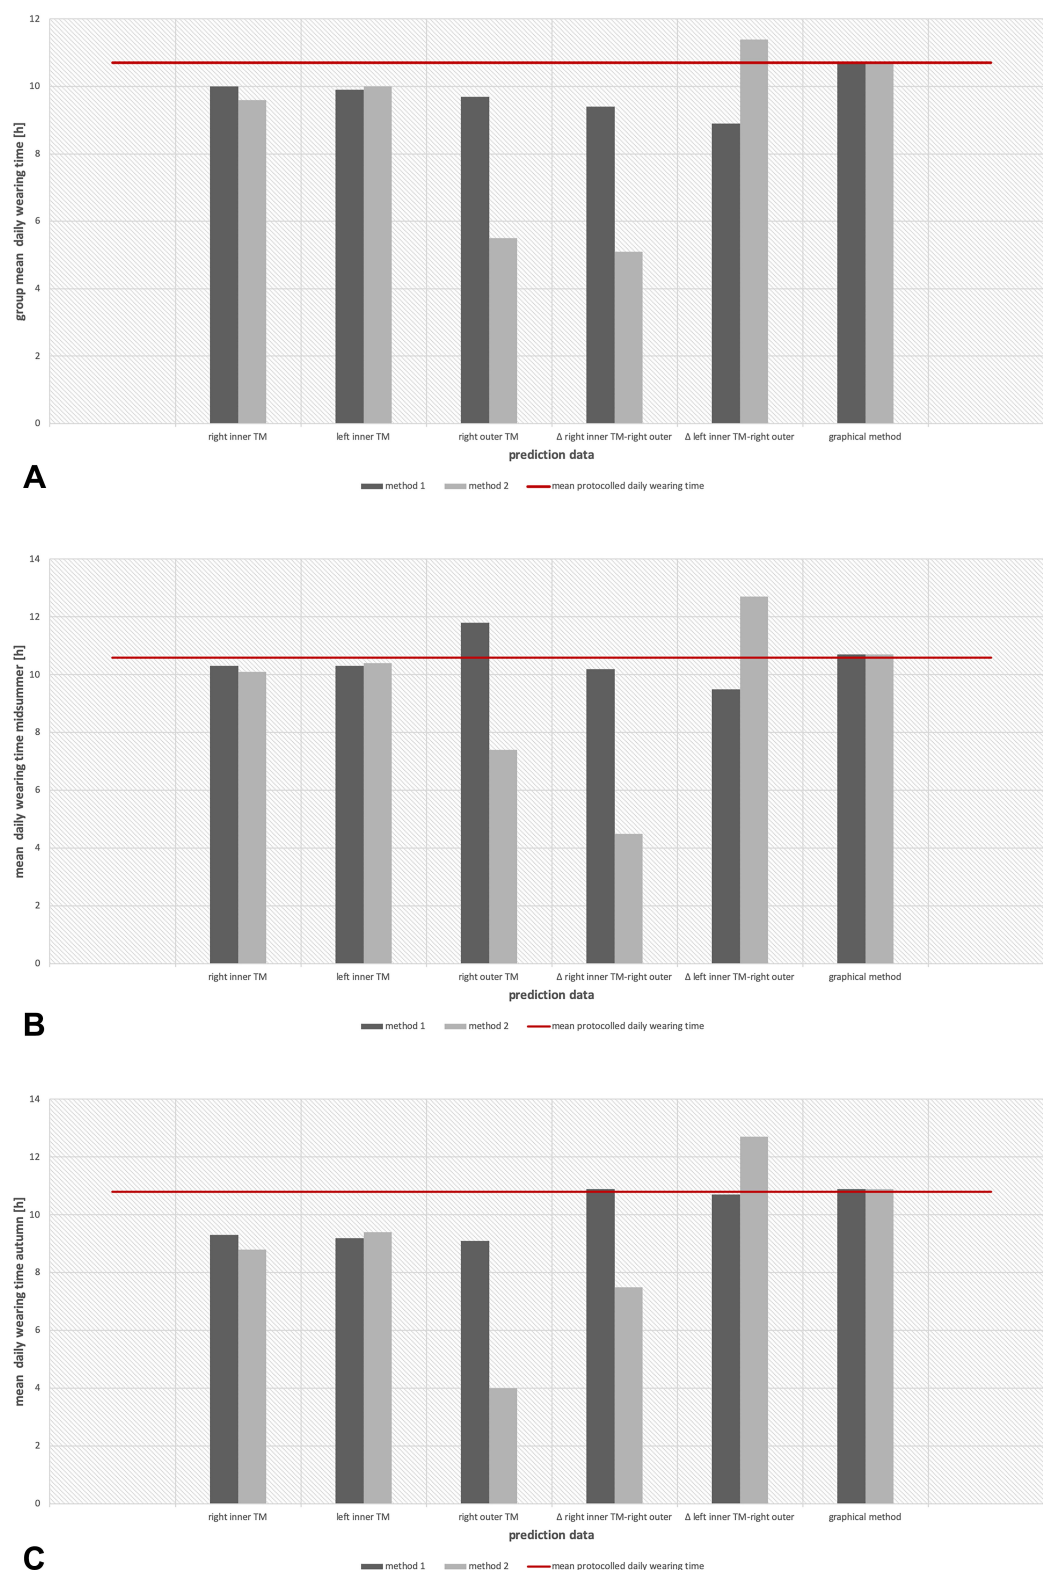 group mean daily wearing time [h]
12
10
8
6
4
2
0
right inner TM left inner TM right outer TM Δ right inner TM-right outer Δ left inner TM-right outer graphical method
prediction data
A
method 1 method 2 mean protocolled daily wearing time
mean daily wearing time midsummer [h]
14
12
10
8
6
4
2
0
right inner TM left inner TM right outer TM Δ right inner TM-right outer Δ left inner TM-right outer graphical method
prediction data
B
method 1 method 2 mean protocolled daily wearing time
mean daily wearing time autumn [h]
14
12
10
8
6
4
2
0
right inner TM left inner TM right outer TM Δ right inner TM-right outer Δ left inner TM-right outer graphical method
prediction data
C
method 1 method 2 mean protocolled daily wearing time